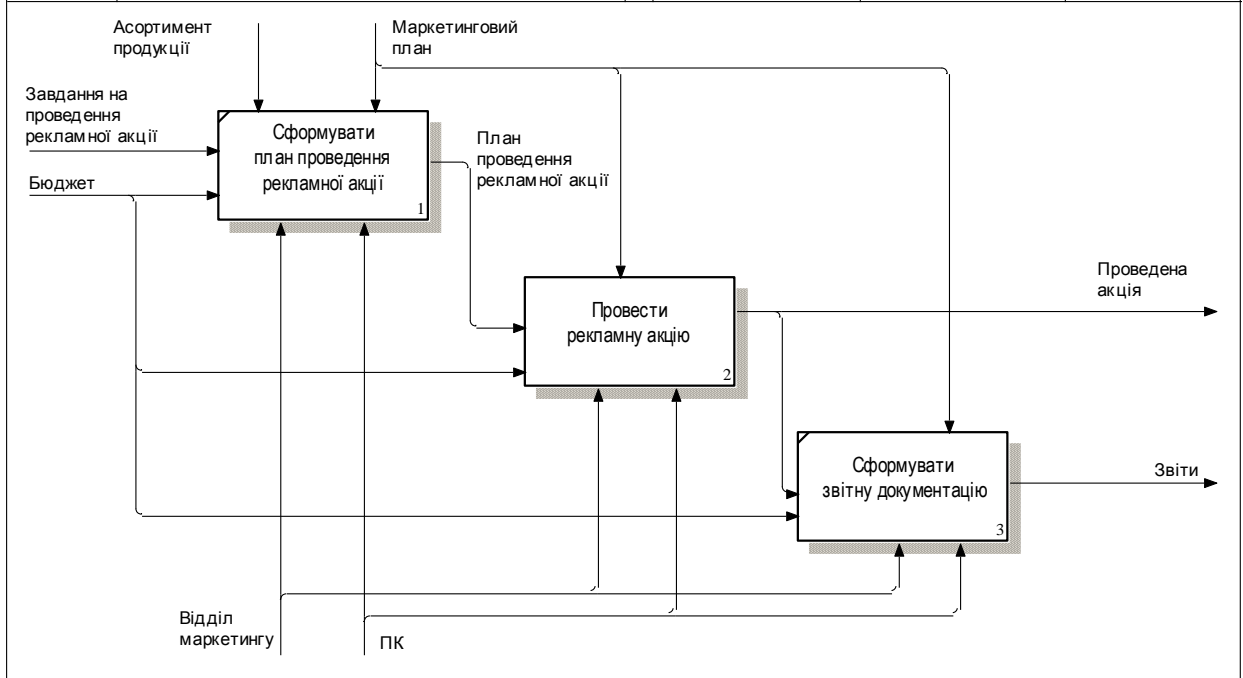 Асортимент
продукції
Маркетинговий
план
Завдання на
проведення
рекламної акції
Бюджет
Сформувати
план проведення
рекламної акції
1
План
проведення
рекламної акції
Провести
рекламну акцію
2
Проведена
акція
Сформувати
звітну документацію
3
Звіти
Відділ
маркетингу
ПК